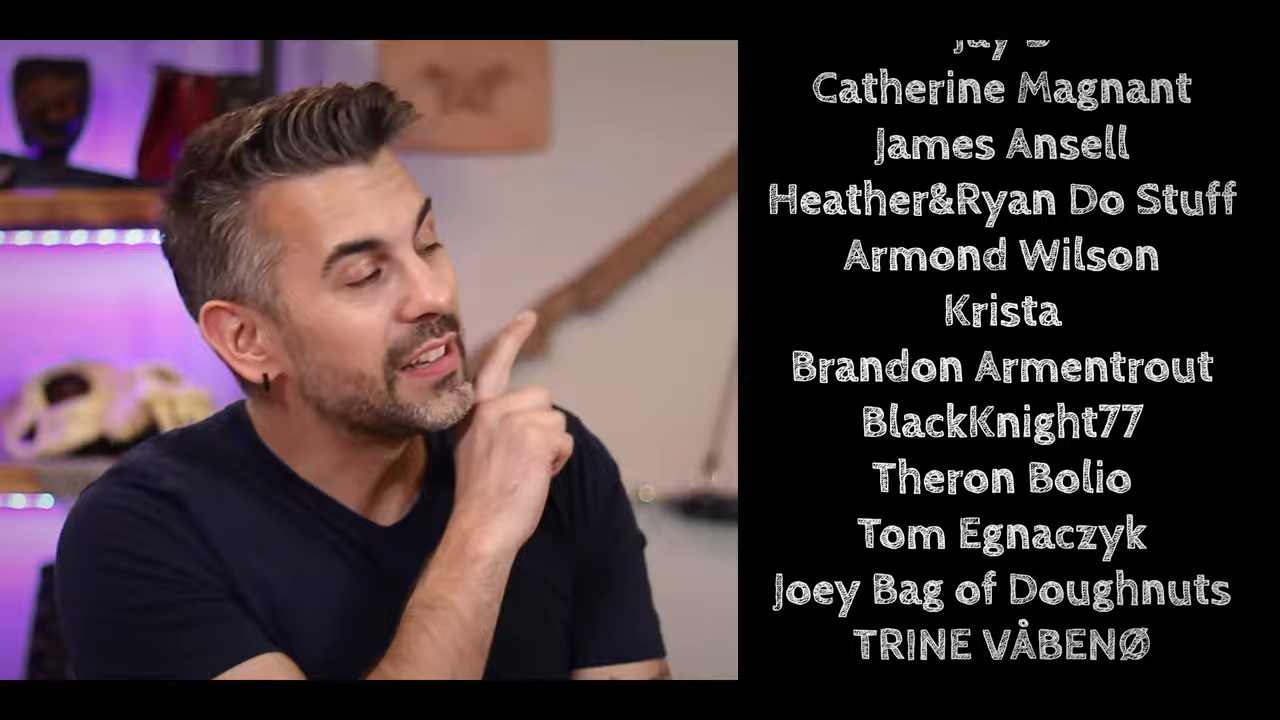 Catherine Magnant
James Ansell
Heather&Ryan Do Stuff
Armond Wilson
Krista
Brandon Armentrout
BlackKnight77
Theron Bolio
Tom Egnaczyk
Joey Bag of Doughnuts
TRINE VÅBENØ